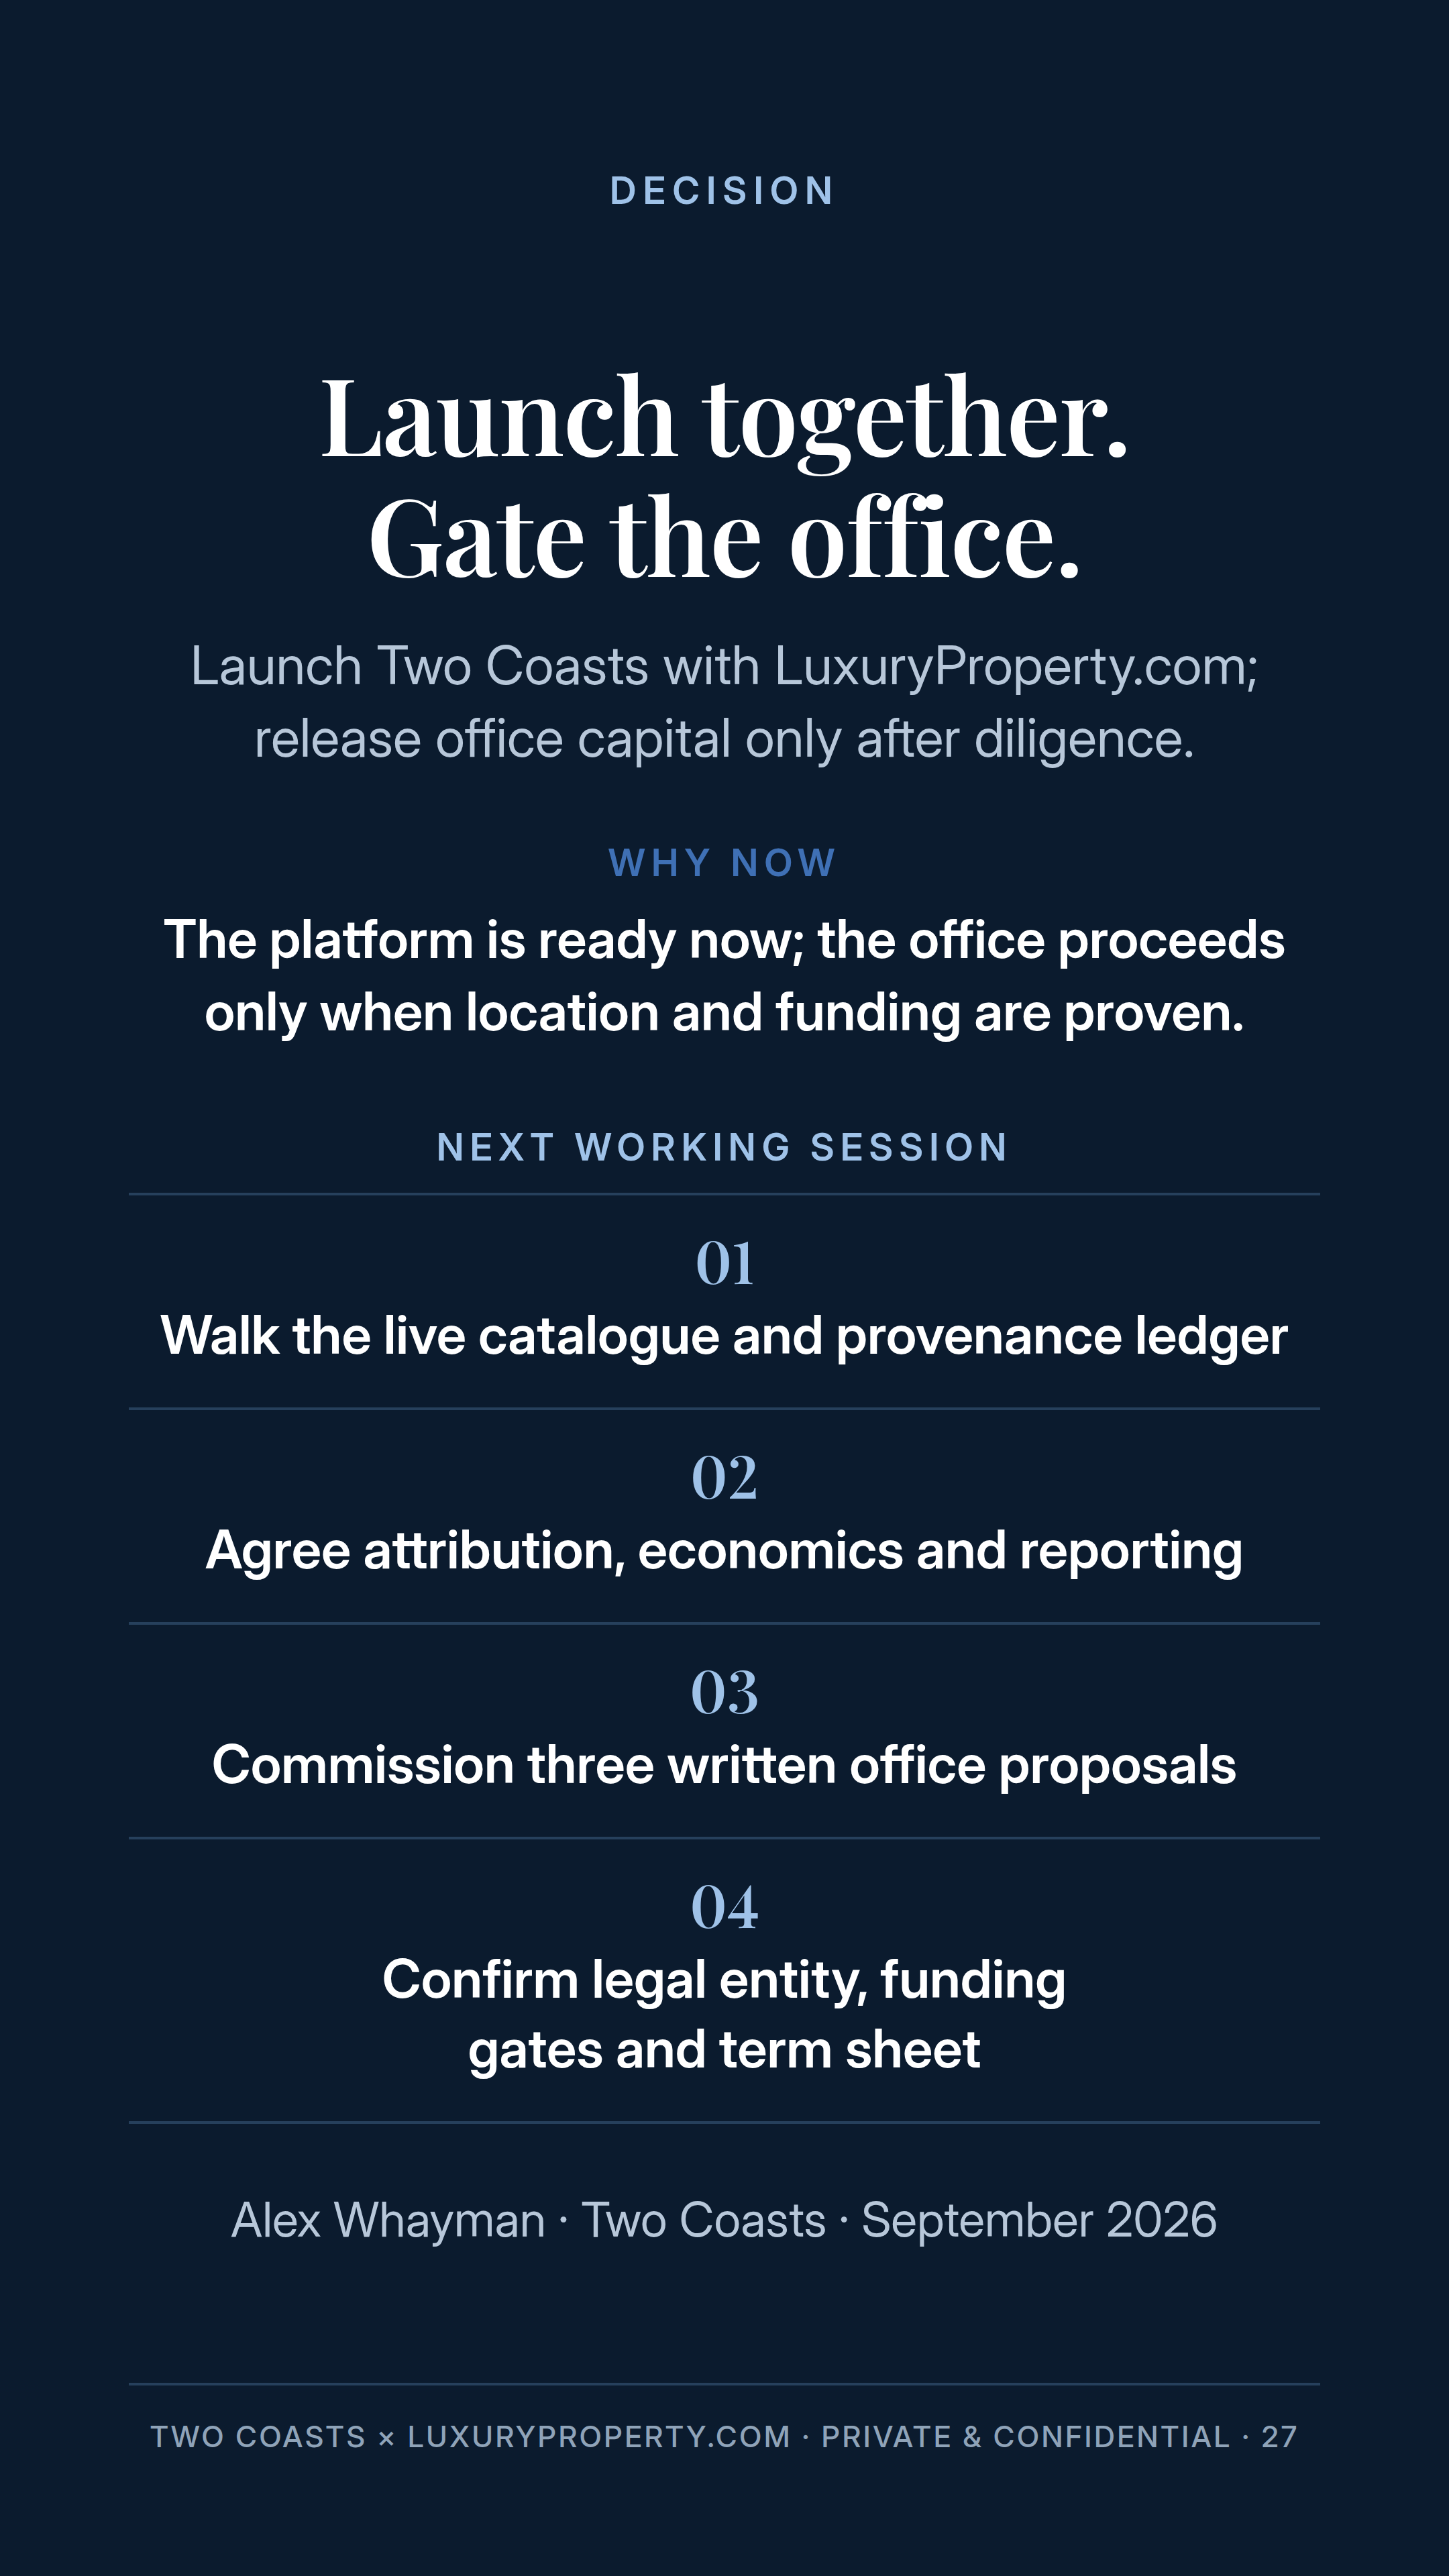 DECISION
Launch together.
Gate the office.
Launch Two Coasts with LuxuryProperty.com;
release office capital only after diligence.
WHY NOW
The platform is ready now; the office proceeds
only when location and funding are proven.
NEXT WORKING SESSION
01
Walk the live catalogue and provenance ledger
02
Agree attribution, economics and reporting
03
Commission three written office proposals
04
Confirm legal entity, funding
gates and term sheet
Alex Whayman · Two Coasts · September 2026
TWO COASTS × LUXURYPROPERTY.COM · PRIVATE & CONFIDENTIAL · 27